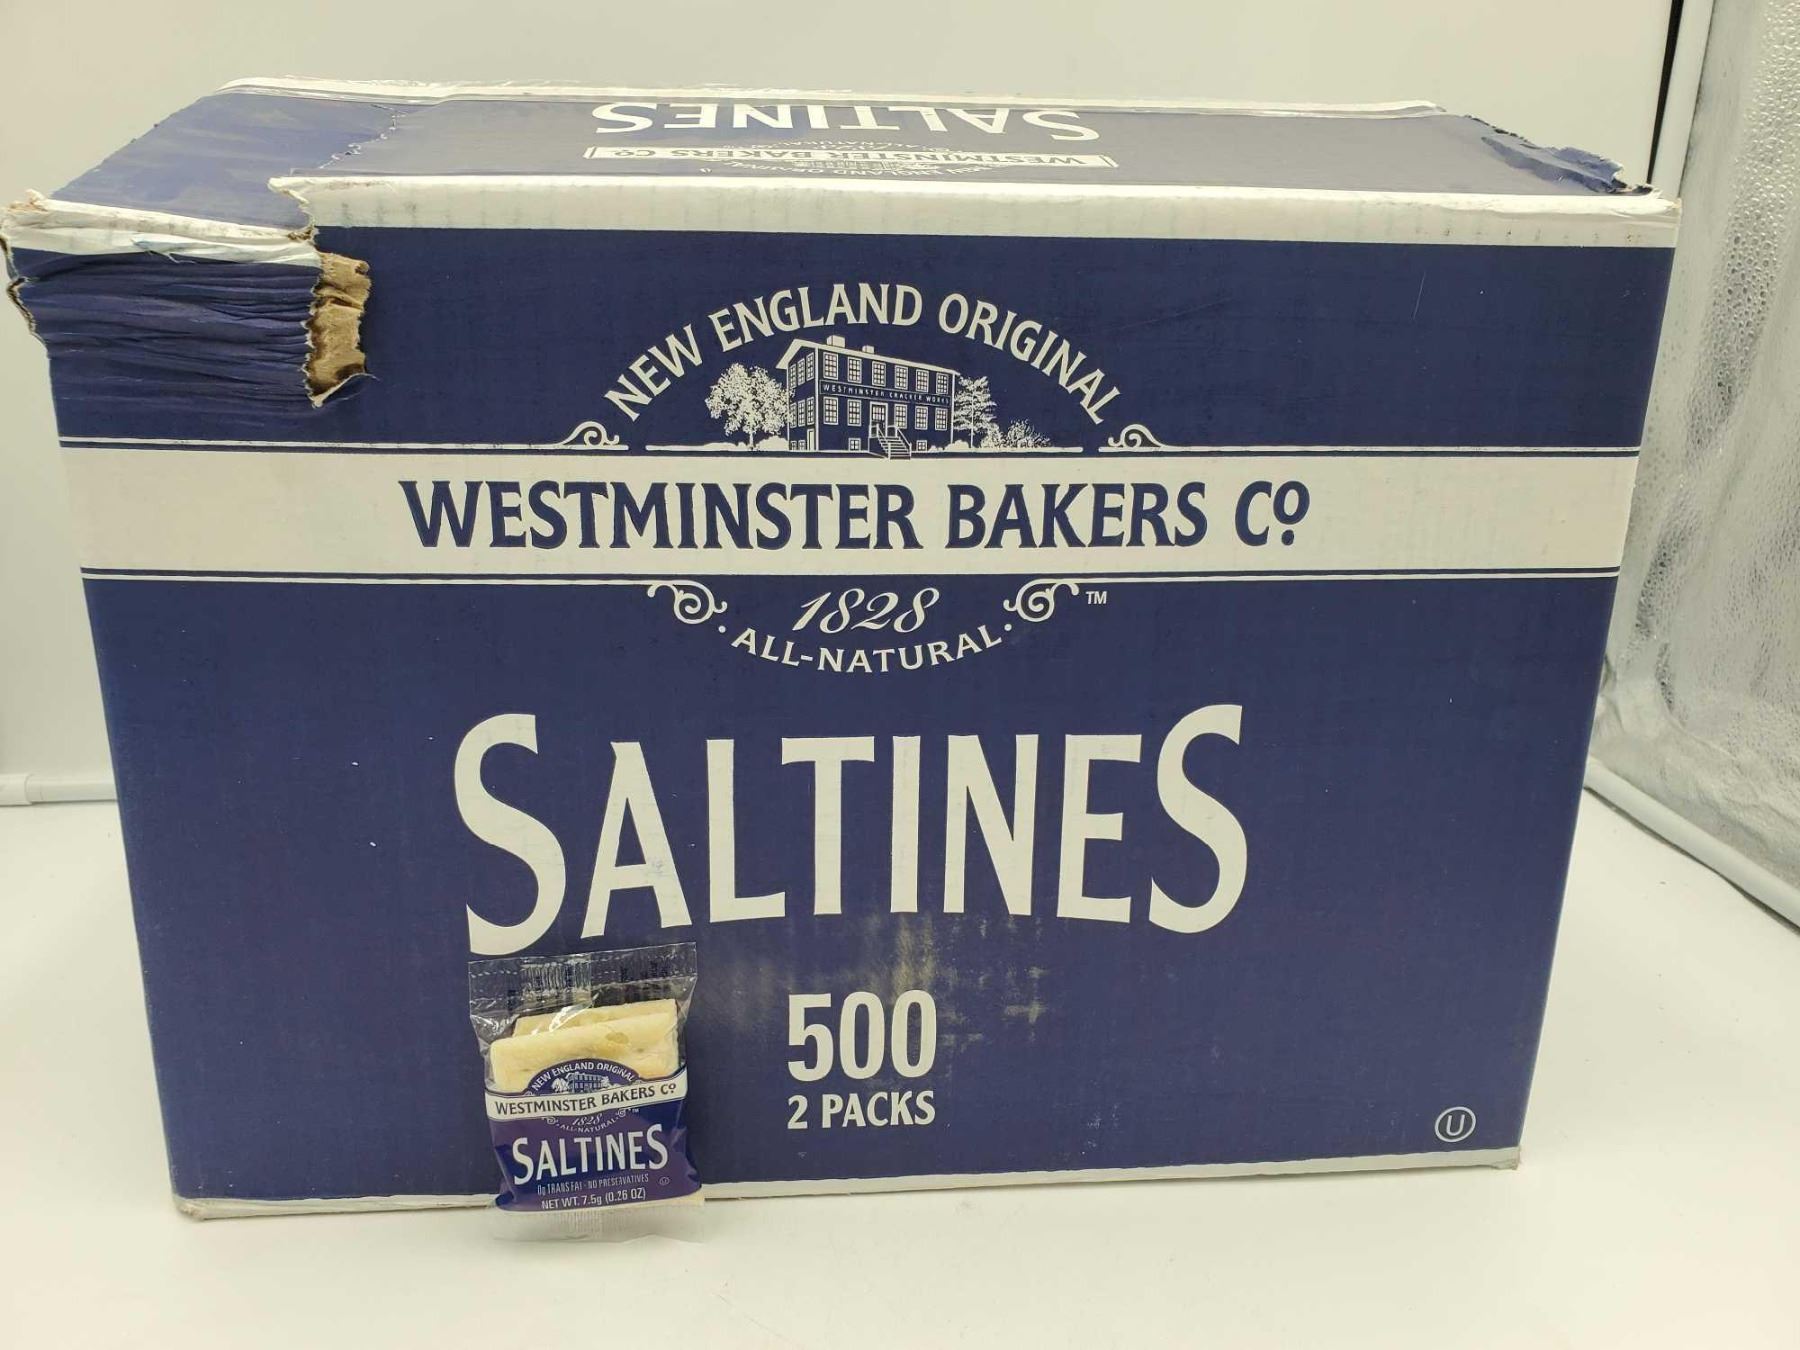 SALTINES
WESTMINSTER BAKERS Cº
NEW ENGLAND ORIGINAL
WESTMINSTER CRACKER WORKS
WESTMINSTER BAKERS Cº
1828
TM
ALL-NATURAL
SALTINES
500
2 PACKS
U
NEW ENGLAND ORIGINAL
WESTMINSTER BAKERS Cº
1828
TM
ALL-NATURAL
SALTINES
0g TRANS FAT - NO PRESERVATIVES
U
NET WT. 7.5g (0.26 OZ)